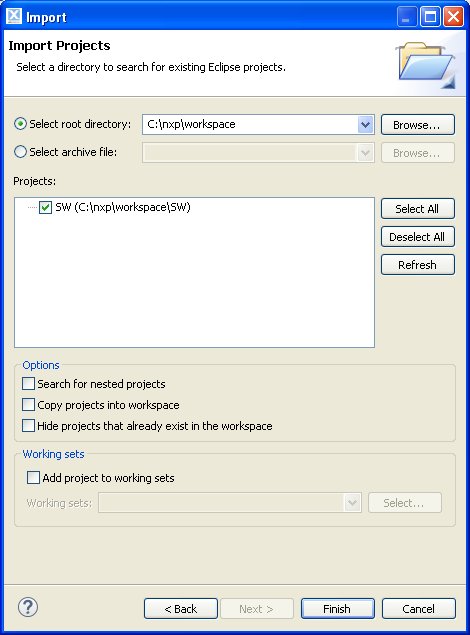 Import
Import Projects
Select a directory to search for existing Eclipse projects.
Select root directory: C:\nxp\workspace Browse...
Select archive file: Browse...
Projects:
SW (C:\nxp\workspace\SW)
Select All
Deselect All
Refresh
Options
Search for nested projects
Copy projects into workspace
Hide projects that already exist in the workspace
Working sets
Add project to working sets
Working sets: Select...
? < Back Next > Finish Cancel